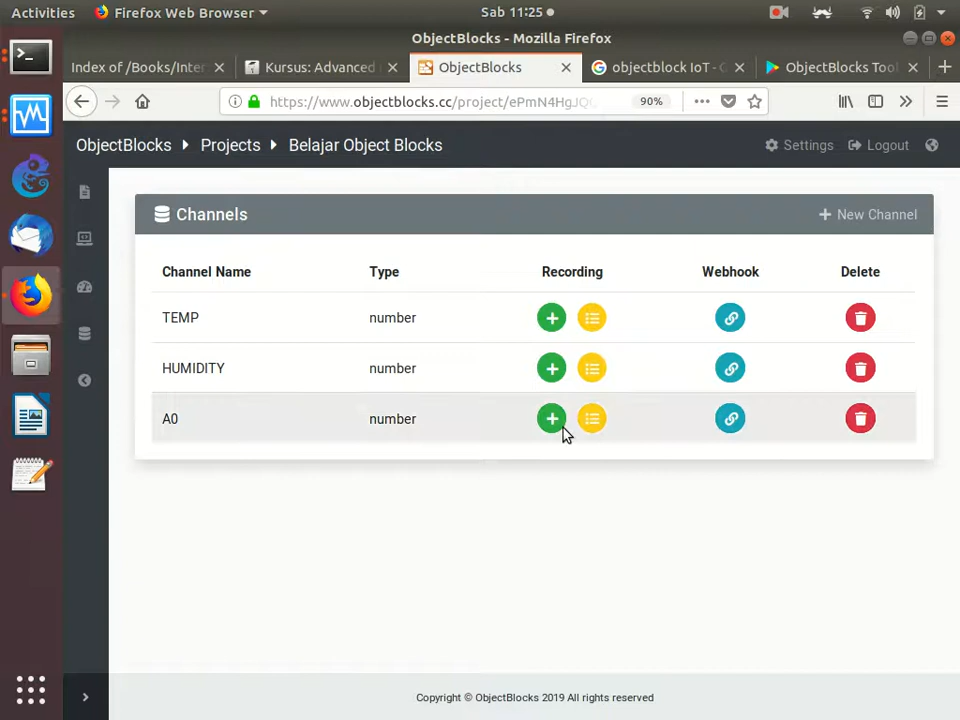 Activities Firefox Web Browser Sab 11:25
ObjectBlocks - Mozilla Firefox
Index of /Books/Inter Kursus: Advanced ObjectBlocks objectblock IoT - ObjectBlocks Tool
https://www.objectblocks.cc/project/ePmN4HgJQ 90%
ObjectBlocks Projects Belajar Object Blocks Settings Logout
Channels New Channel
Channel Name Type Recording Webhook Delete
TEMP number
HUMIDITY number
A0 number
Copyright © ObjectBlocks 2019 All rights reserved